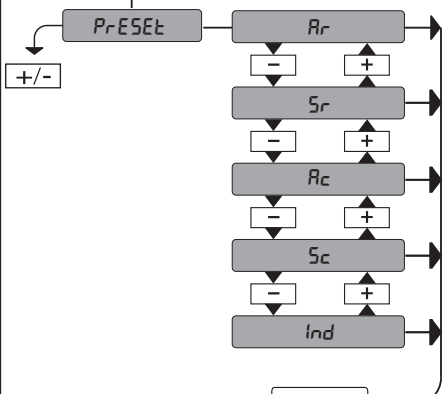 PrESEt Ar
+/- - +
Sr
- +
Ac
- +
Sc
- +
Ind